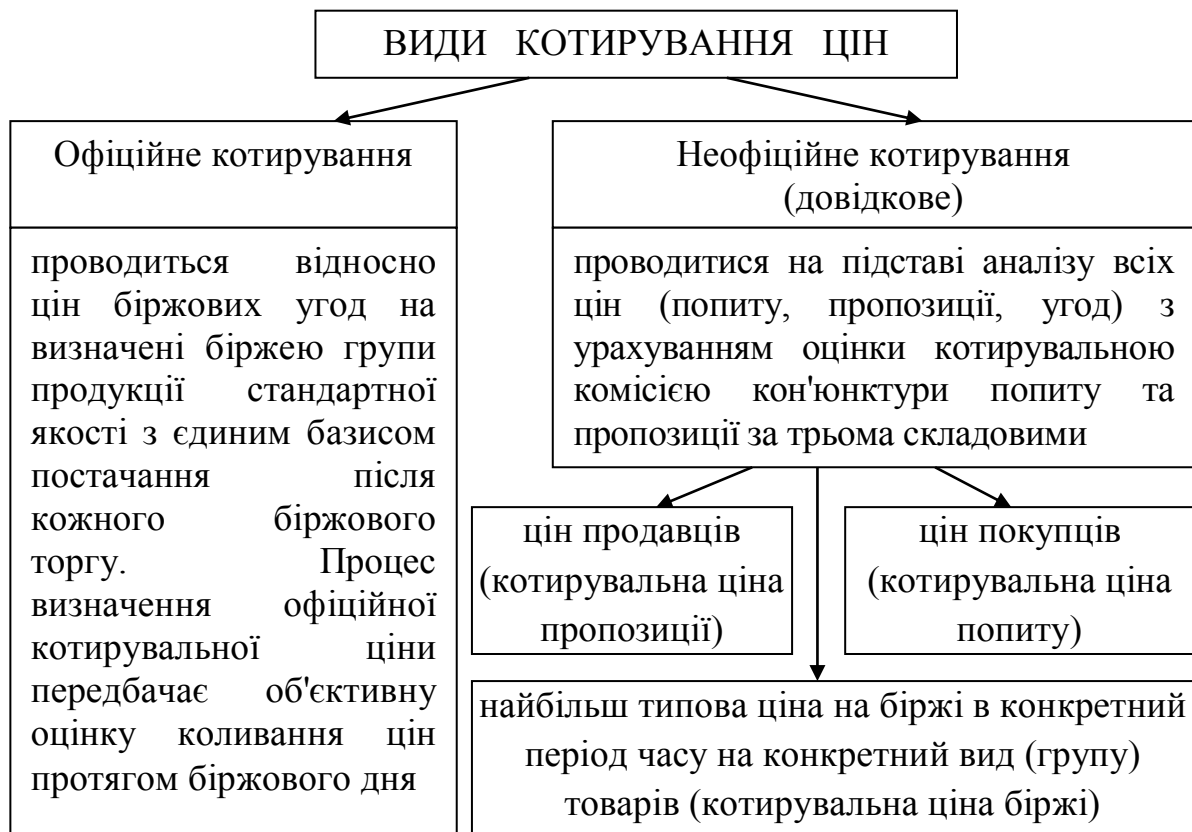 ВИДИ КОТИРУВАННЯ ЦІН
Офіційне котирування
проводиться відносно
цін біржових угод на
визначені біржею групи
продукції стандартної
якості з єдиним базисом
постачання після
кожного біржового
торгу. Процес
визначення офіційної
котирувальної ціни
передбачає об'єктивну
оцінку коливання цін
протягом біржового дня
Неофіційне котирування
(довідкове)
проводитися на підставі аналізу всіх
цін (попиту, пропозиції, угод) з
урахуванням оцінки котирувальною
комісією кон'юнктури попиту та
пропозиції за трьома складовими
цін продавців
(котирувальна ціна
пропозиції)
цін покупців
(котирувальна ціна
попиту)
найбільш типова ціна на біржі в конкретний
період часу на конкретний вид (групу)
товарів (котирувальна ціна біржі)